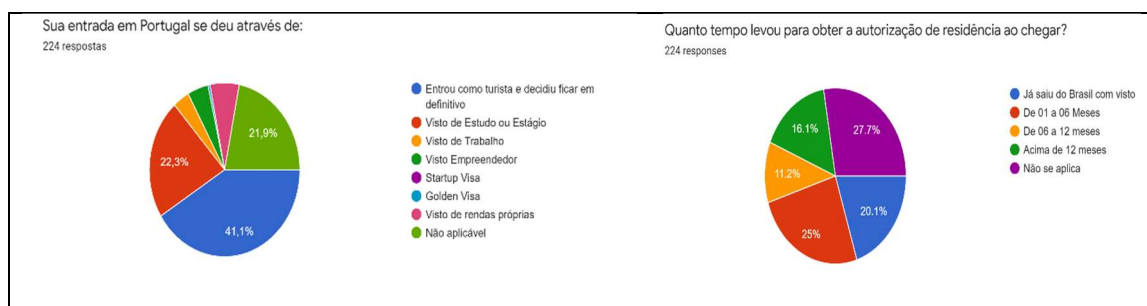 Sua entrada em Portugal se deu através de:
224 respostas
21,9%
22,3%
41,1%
Entrou como turista e decidiu ficar em
definitivo
Visto de Estudo ou Estágio
Visto de Trabalho
Visto Empreendedor
Startup Visa
Golden Visa
Visto de rendas próprias
Não aplicável
Quanto tempo levou para obter a autorização de residência ao chegar?
224 responses
16.1%
27.7%
11.2%
20.1%
25%
Já saiu do Brasil com visto
De 01 a 06 Meses
De 06 a 12 meses
Acima de 12 meses
Não se aplica